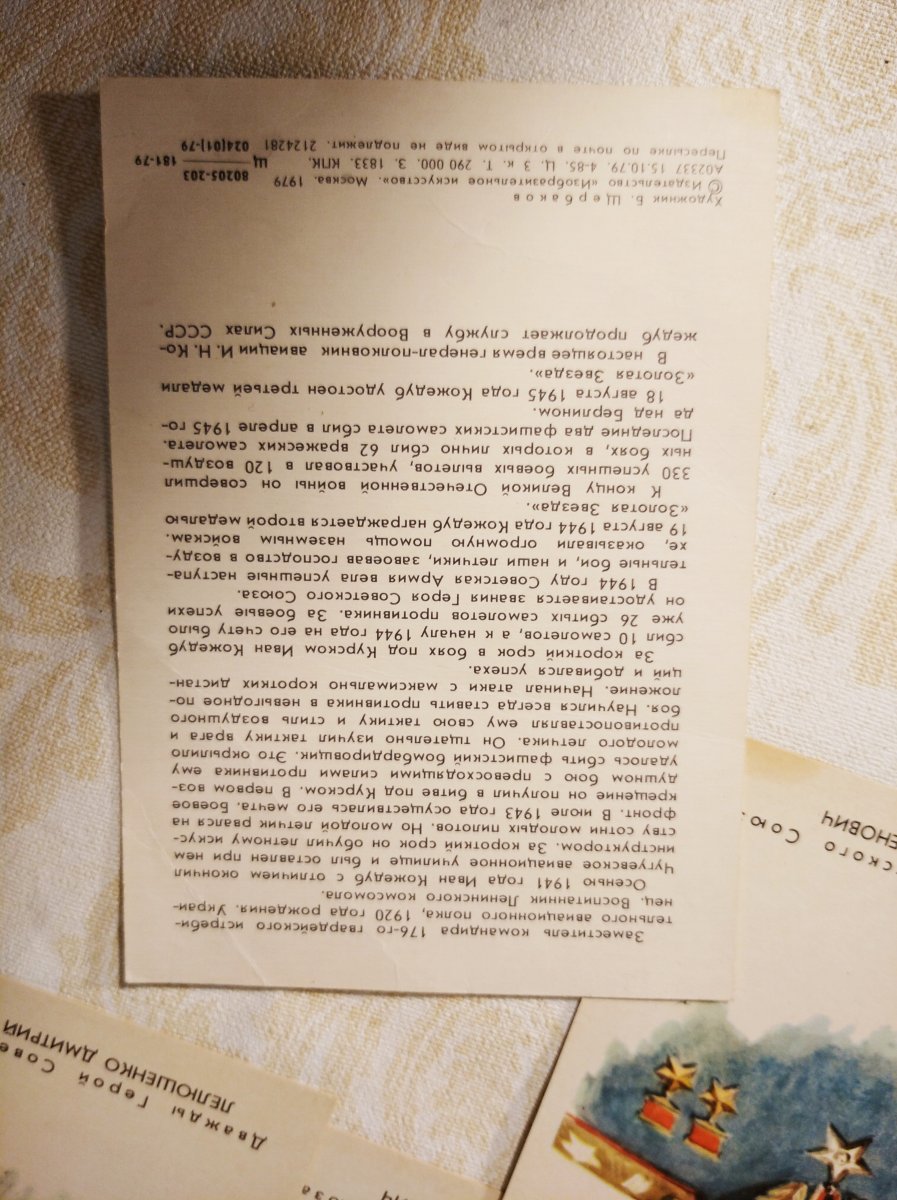 Заместитель командира 176-го гвардейского истреби-
тельного авиационного полка, 1920 года рождения. Украи-
нец. Воспитанник Ленинского комсомола.
Осенью 1941 года Иван Кожедуб с отличием окончил
Чугуевское авиационное училище и был оставлен при нем
инструктором. За короткий срок он обучил летному искус-
ству сотни молодых пилотов. Но молодой летчик рвался на
фронт. В июле 1943 года осуществилась его мечта. Боевое
крещение он получил в битве под Курском. В первом воз-
душном бою с превосходящими силами противника ему
удалось сбить фашистский бомбардировщик. Это окрылило
молодого летчика. Он тщательно изучил тактику врага и
противопоставлял ему свою тактику и стиль воздушного
боя. Научился всегда ставить противника в невыгодное по-
ложение. Начинал атаки с максимально коротких дистан-
ций и добивался успеха.
За короткий срок в боях под Курском Иван Кожедуб
сбил 10 самолетов, а к началу 1944 года на его счету было
уже 26 сбитых самолетов противника. За боевые успехи
он удостаивается звания Героя Советского Союза.
В 1944 году Советская Армия вела успешные наступа-
тельные бои, и наши летчики, завоевав господство в возду-
хе, оказывали огромную помощь наземным войскам.
19 августа 1944 года Кожедуб награждается второй медалью
«Золотая Звезда».
К концу Великой Отечественной войны он совершил
330 успешных боевых вылетов, участвовал в 120 воздуш-
ных боях, в которых лично сбил 62 вражеских самолета.
Последние два фашистских самолета сбил в апреле 1945 го-
да над Берлином.
18 августа 1945 года Кожедуб удостоен третьей медали
«Золотая Звезда».
В настоящее время генерал-полковник авиации И. Н. Ко-
жедуб продолжает службу в Вооруженных Силах СССР.
Художник Б. Щербаков
© Издательство «Изобразительное искусство». Москва. 1979
А02337 15.10.79. 4-85. Ц. 3 к. Т. 290 000. З. 1833. КПК.
Пересылке по почте в открытом виде не подлежит. 2124281
Щ 80205-203
181-79
024(01)-79
Дважды Герой Сове
ЛЕЛЮШЕНКО ДМИТРИЙ
ского Сою
ЕНОВИЧ
оза